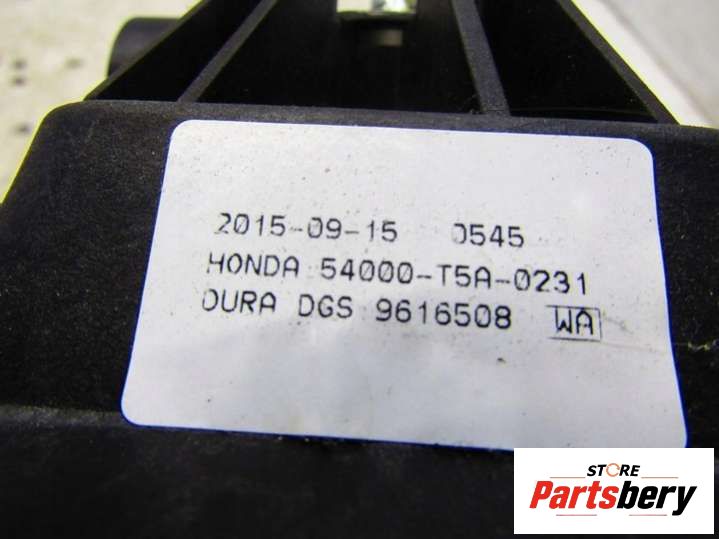 2015-09-15 0545
HONDA 54000-T5A-0231
DURA DGS 9616508 WA
STORE
Partsbery